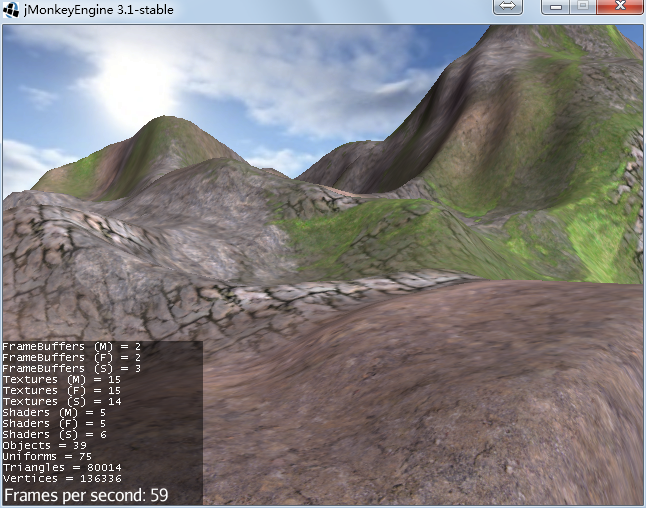 jMonkeyEngine 3.1-stable
FrameBuffers (M) = 2
FrameBuffers (F) = 2
FrameBuffers (S) = 3
Textures (M) = 15
Textures (F) = 15
Textures (S) = 14
Shaders (M) = 5
Shaders (F) = 5
Shaders (S) = 6
Objects = 39
Uniforms = 75
Triangles = 80014
Vertices = 136336
Frames per second: 59